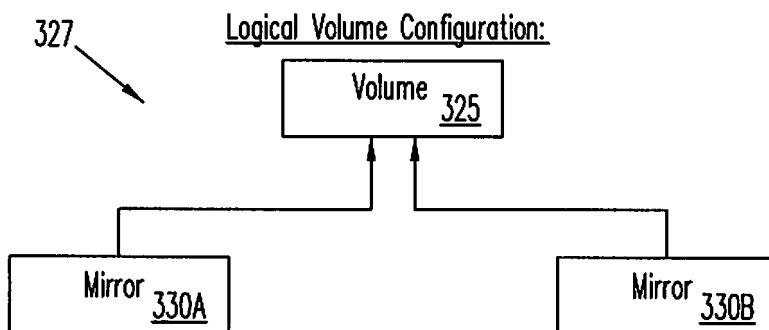 327
Logical Volume Configuration:
Volume
325
Mirror
330A
Mirror
330B